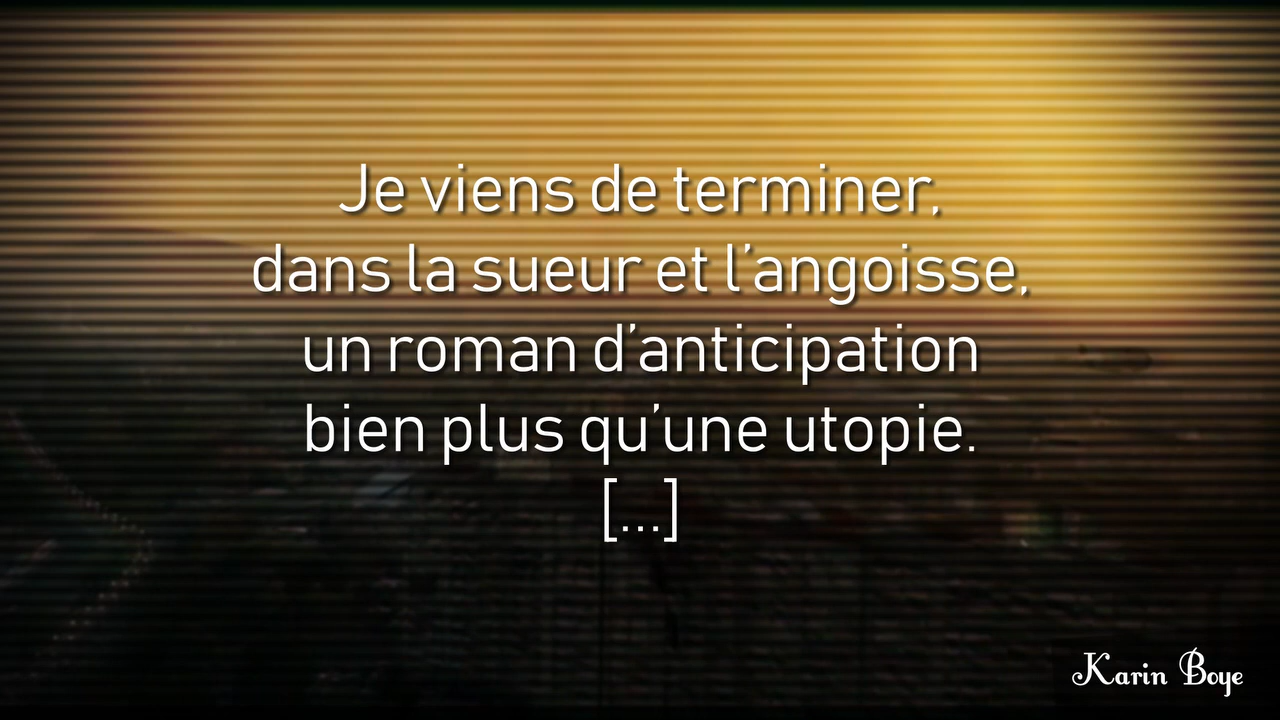 Je viens de terminer,
dans la sueur et l’angoisse,
un roman d’anticipation
bien plus qu’une utopie.
[...]
Karin Boye